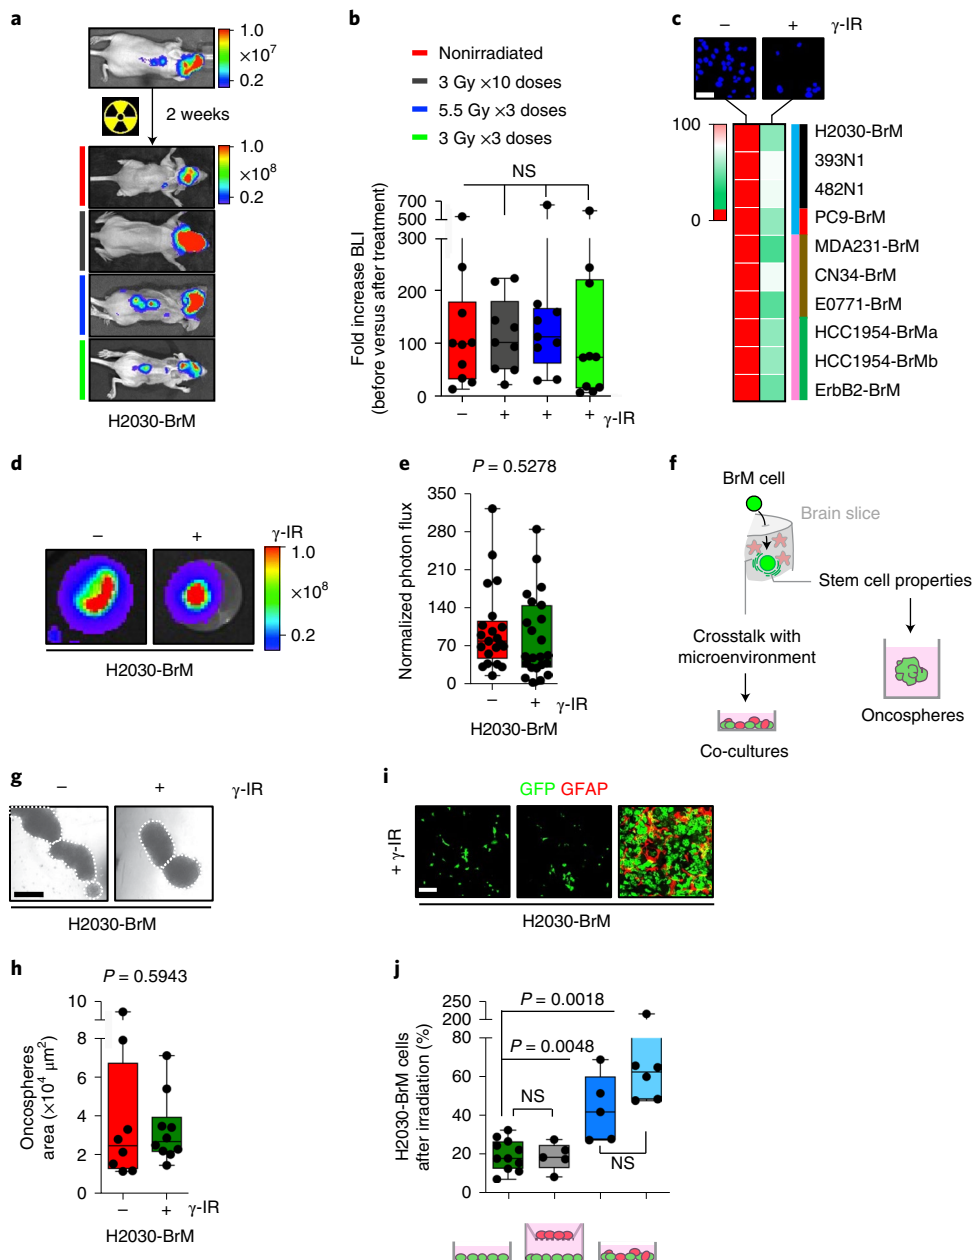 a
1.0
×10⁷
0.2
2 weeks
1.0
×10⁸
0.2
H2030-BrM
b
Nonirradiated
3 Gy ×10 doses
5.5 Gy ×3 doses
3 Gy ×3 doses
NS
Fold increase BLI
(before versus after treatment)
700
500
300
200
100
0
– + + + γ-IR
c
– + γ-IR
100
0
H2030-BrM
393N1
482N1
PC9-BrM
MDA231-BrM
CN34-BrM
E0771-BrM
HCC1954-BrMa
HCC1954-BrMb
ErbB2-BrM
d
– + γ-IR
1.0
×10⁸
0.2
H2030-BrM
e
P = 0.5278
Normalized photon flux
350
280
210
140
70
0
– + γ-IR
H2030-BrM
f
BrM cell
Brain slice
Stem cell properties
Crosstalk with
microenvironment
Oncospheres
Co-cultures
g
– + γ-IR
H2030-BrM
i
GFP GFAP
+ γ-IR
H2030-BrM
h
P = 0.5943
Oncospheres
area (×10⁴ μm²)
10
8
6
4
2
0
– + γ-IR
H2030-BrM
j
H2030-BrM cells
after irradiation (%)
250
200
80
60
40
20
0
P = 0.0018
P = 0.0048
NS
NS